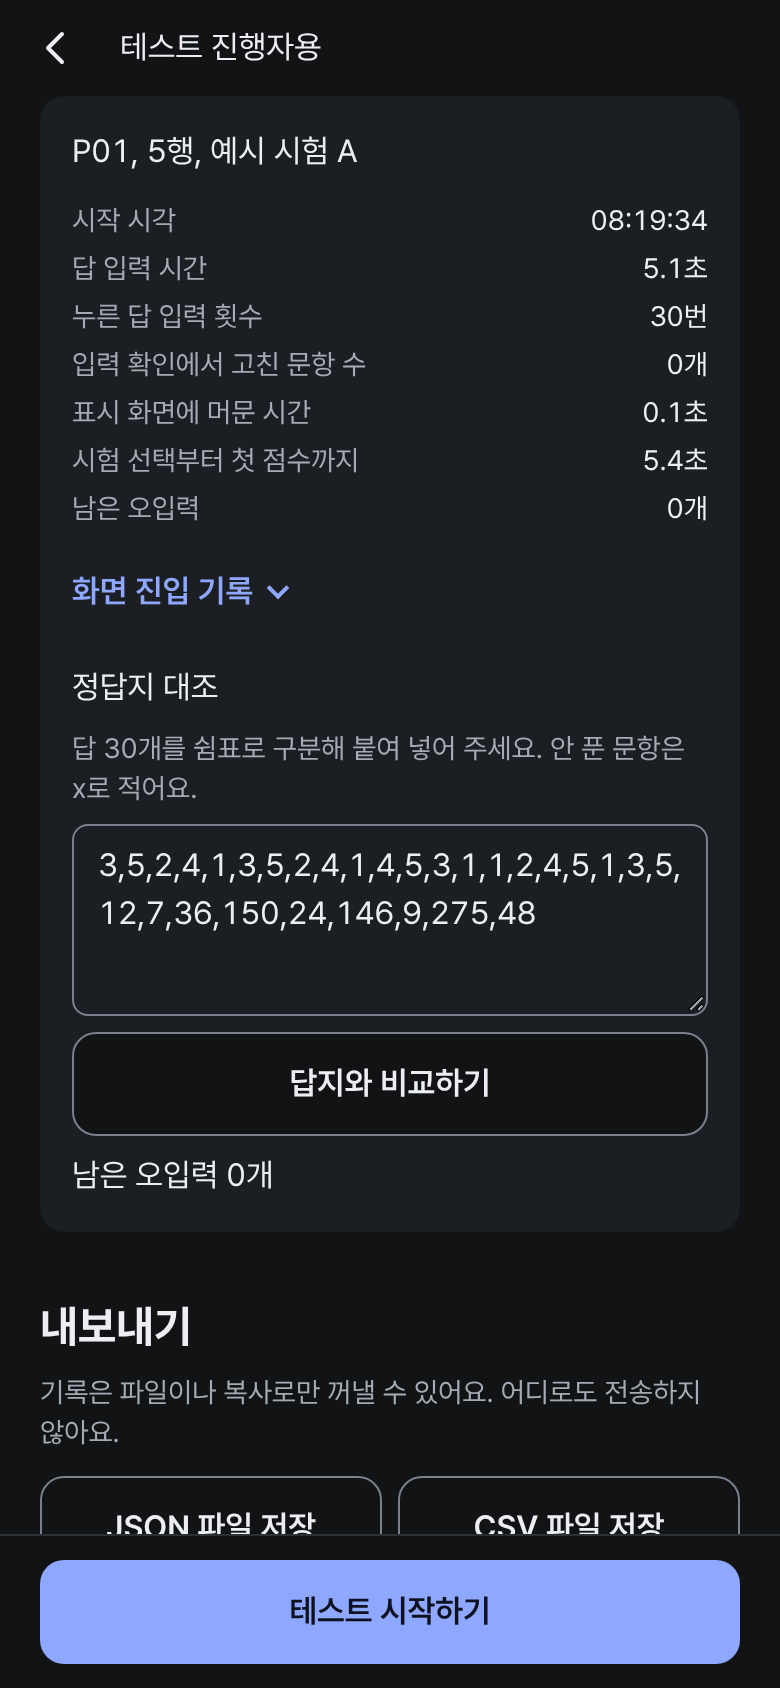 테스트 진행자용
P01, 5행, 예시 시험 A
시작 시각 08:19:34
답 입력 시간 5.1초
누른 답 입력 횟수 30번
입력 확인에서 고친 문항 수 0개
표시 화면에 머문 시간 0.1초
시험 선택부터 첫 점수까지 5.4초
남은 오입력 0개
화면 진입 기록
정답지 대조
답 30개를 쉼표로 구분해 붙여 넣어 주세요. 안 푼 문항은
x로 적어요.
3,5,2,4,1,3,5,2,4,1,4,5,3,1,1,2,4,5,1,3,5,
12,7,36,150,24,146,9,275,48
답지와 비교하기
남은 오입력 0개
내보내기
기록은 파일이나 복사로만 꺼낼 수 있어요. 어디로도 전송하지
않아요.
JSON 파일 저장 CSV 파일 저장
테스트 시작하기